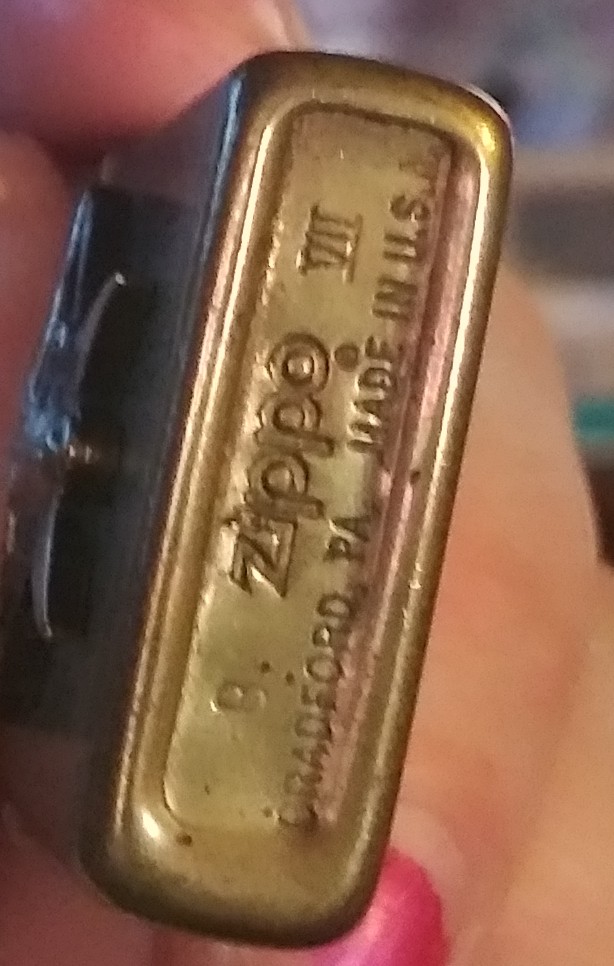 B Zippo® VII
BRADFORD, PA. MADE IN U.S.A.